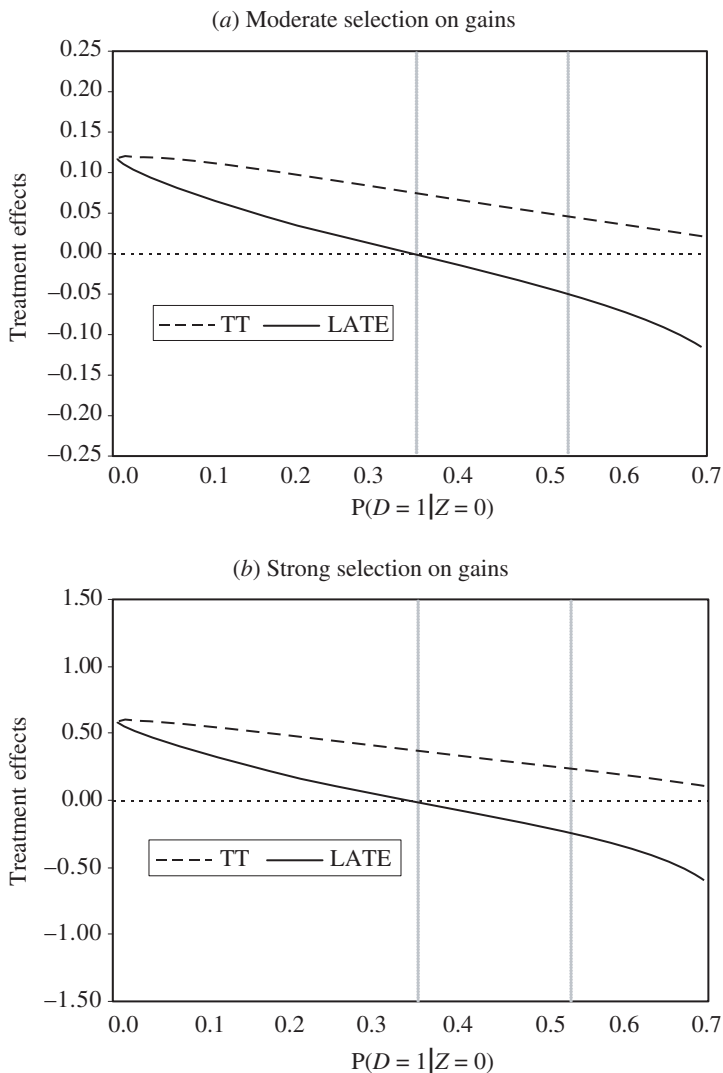 (a) Moderate selection on gains
0.25
0.20
0.15
0.10
0.05
0.00
−0.05
−0.10
−0.15
−0.20
−0.25
Treatment effects
TT LATE
0.0 0.1 0.2 0.3 0.4 0.5 0.6 0.7
P(D = 1|Z = 0)
(b) Strong selection on gains
1.50
1.00
0.50
0.00
−0.50
−1.00
−1.50
Treatment effects
TT LATE
0.0 0.1 0.2 0.3 0.4 0.5 0.6 0.7
P(D = 1|Z = 0)